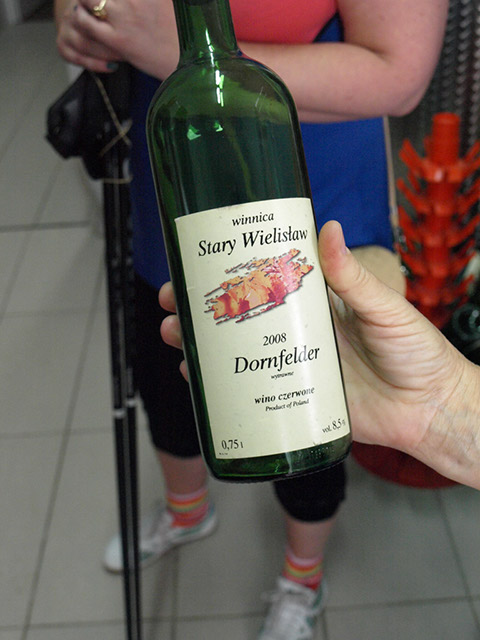 winnica
Stary Wielisław
2008
Dornfelder
wytrawne
wino czerwone
Product of Poland
0,75 l
vol. 8,5